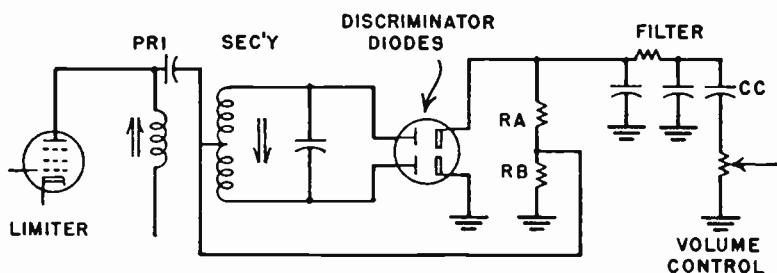 DISCRIMINATOR
DIODES
PRI
SEC'Y
FILTER
CC
RA
RB
LIMITER
VOLUME
CONTROL